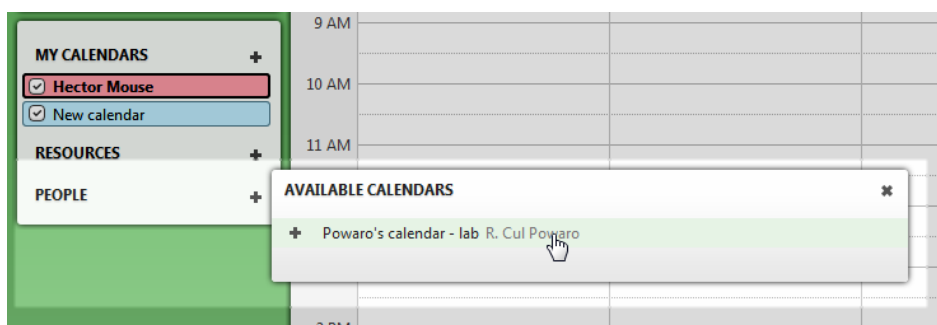 9 AM
MY CALENDARS
Hector Mouse
10 AM
New calendar
RESOURCES
11 AM
PEOPLE
AVAILABLE CALENDARS
Powaro's calendar - lab R. Cul Powaro